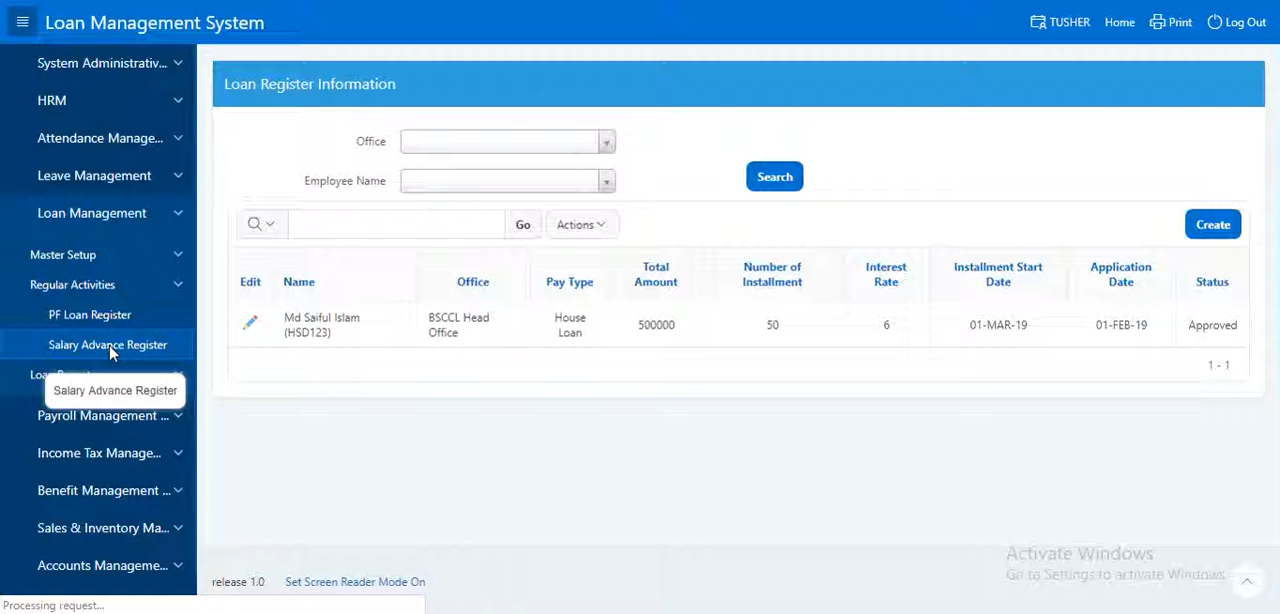 Loan Management System
TUSHER Home Print Log Out
System Administrativ...
HRM
Attendance Manage...
Leave Management
Loan Management
Master Setup
Regular Activities
PF Loan Register
Salary Advance Register
Salary Advance Register
Payroll Management ...
Income Tax Manage...
Benefit Management ...
Sales & Inventory Ma...
Accounts Manageme...
Loan Register Information
Office
Employee Name
Search
Go Actions
Create
Edit Name Office Pay Type Total Amount Number of Installment Interest Rate Installment Start Date Application Date Status
Md Saiful Islam (HSD123) BSCCL Head Office House Loan 500000 50 6 01-MAR-19 01-FEB-19 Approved
1 - 1
release 1.0 Set Screen Reader Mode On
Activate Windows
Go to Settings to activate Windows.
Processing request...